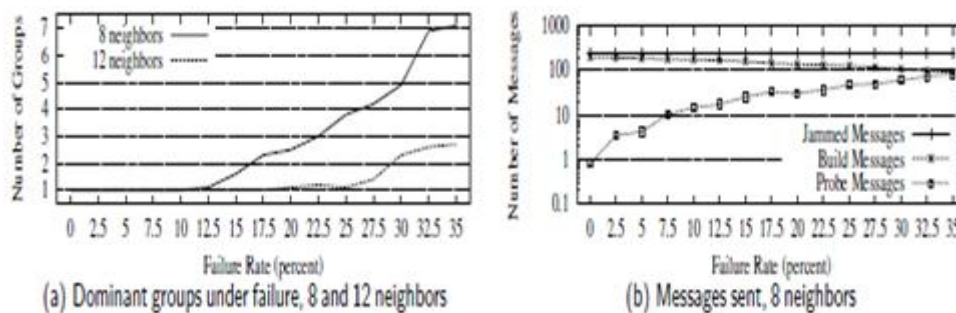 Number of Groups
7
6
5
4
3
2
1
8 neighbors
12 neighbors
0 2.5 5 7.5 10 12.5 15 17.5 20 22.5 25 27.5 30 32.5 35
Failure Rate (percent)
(a) Dominant groups under failure, 8 and 12 neighbors
Number of Messages
1000
100
10
1
0.1
Jammed Messages
Build Messages
Probe Messages
0 2.5 5 7.5 10 12.5 15 17.5 20 22.5 25 27.5 30 32.5 35
Failure Rate (percent)
(b) Messages sent, 8 neighbors